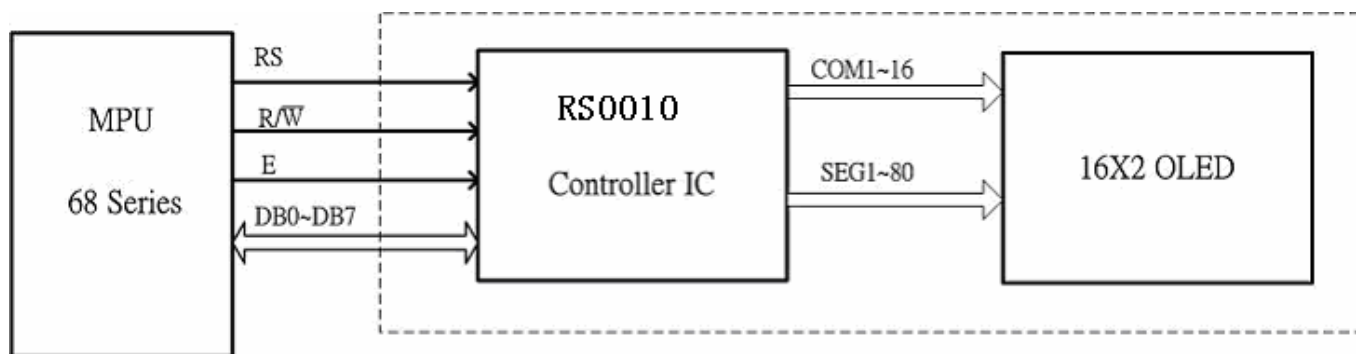 MPU
68 Series
RS
R/W̅
E
DB0~DB7
RS0010
Controller IC
COM1~16
SEG1~80
16X2 OLED